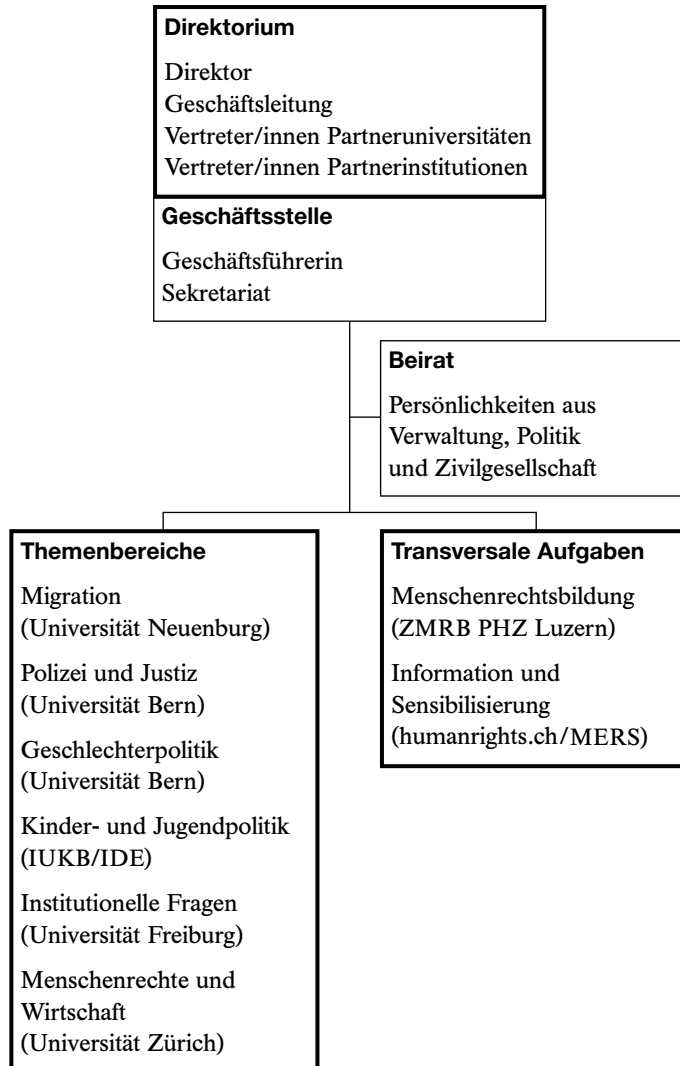 Direktorium
Direktor
Geschäftsleitung
Vertreter/innen Partneruniversitäten
Vertreter/innen Partnerinstitutionen
Geschäftsstelle
Geschäftsführerin
Sekretariat
Beirat
Persönlichkeiten aus
Verwaltung, Politik
und Zivilgesellschaft
Themenbereiche
Migration
(Universität Neuenburg)
Polizei und Justiz
(Universität Bern)
Geschlechterpolitik
(Universität Bern)
Kinder- und Jugendpolitik
(IUKB/IDE)
Institutionelle Fragen
(Universität Freiburg)
Menschenrechte und
Wirtschaft
(Universität Zürich)
Transversale Aufgaben
Menschenrechtsbildung
(ZMRB PHZ Luzern)
Information und
Sensibilisierung
(humanrights.ch/MERS)